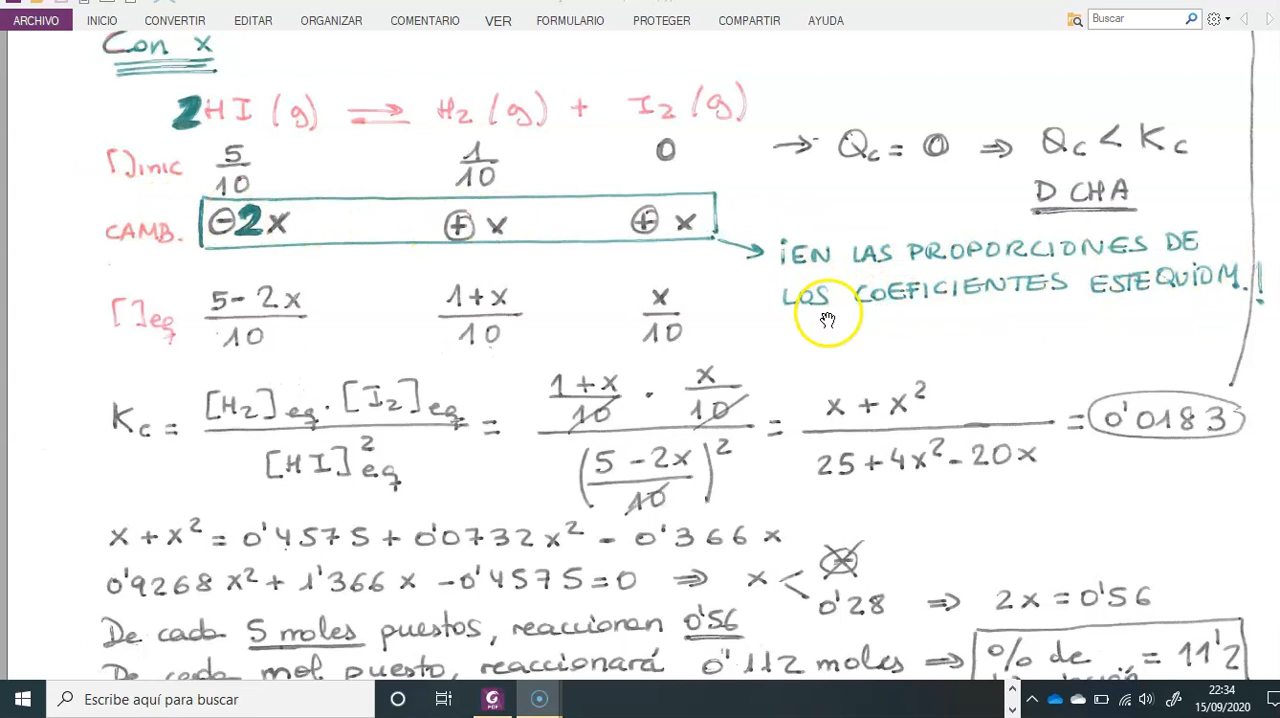 ARCHIVO INICIO CONVERTIR EDITAR ORGANIZAR COMENTARIO VER FORMULARIO PROTEGER COMPARTIR AYUDA Buscar
Con x
2HI (g) ⇌ H₂ (g) + I₂ (g)
[]inic 5/10 1/10 0 → Qc = 0 ⇒ Qc < Kc
DCHA
CAMB. ⊖2x ⊕ x ⊕ x
¡EN LAS PROPORCIONES DE
LOS COEFICIENTES ESTEQUIOM.!
[]eq (5-2x)/10 (1+x)/10 x/10
Kc = ([H₂]eq · [I₂]eq)/[HI]²eq = ((1+x)/10 · x/10)/((5-2x)/10)² = (x + x²)/(25+4x²-20x) = 0'0183
x + x² = 0'4575 + 0'0732x² - 0'366x
0'9268x² + 1'366x - 0'4575 = 0 ⇒ x < 0'28 ⇒ 2x = 0'56
De cada 5 moles puestos, reaccionan 0'56
De cada mol puesto, reaccionará 0'112 moles ⇒ % de = 11'2
Escribe aquí para buscar
22:34
15/09/2020